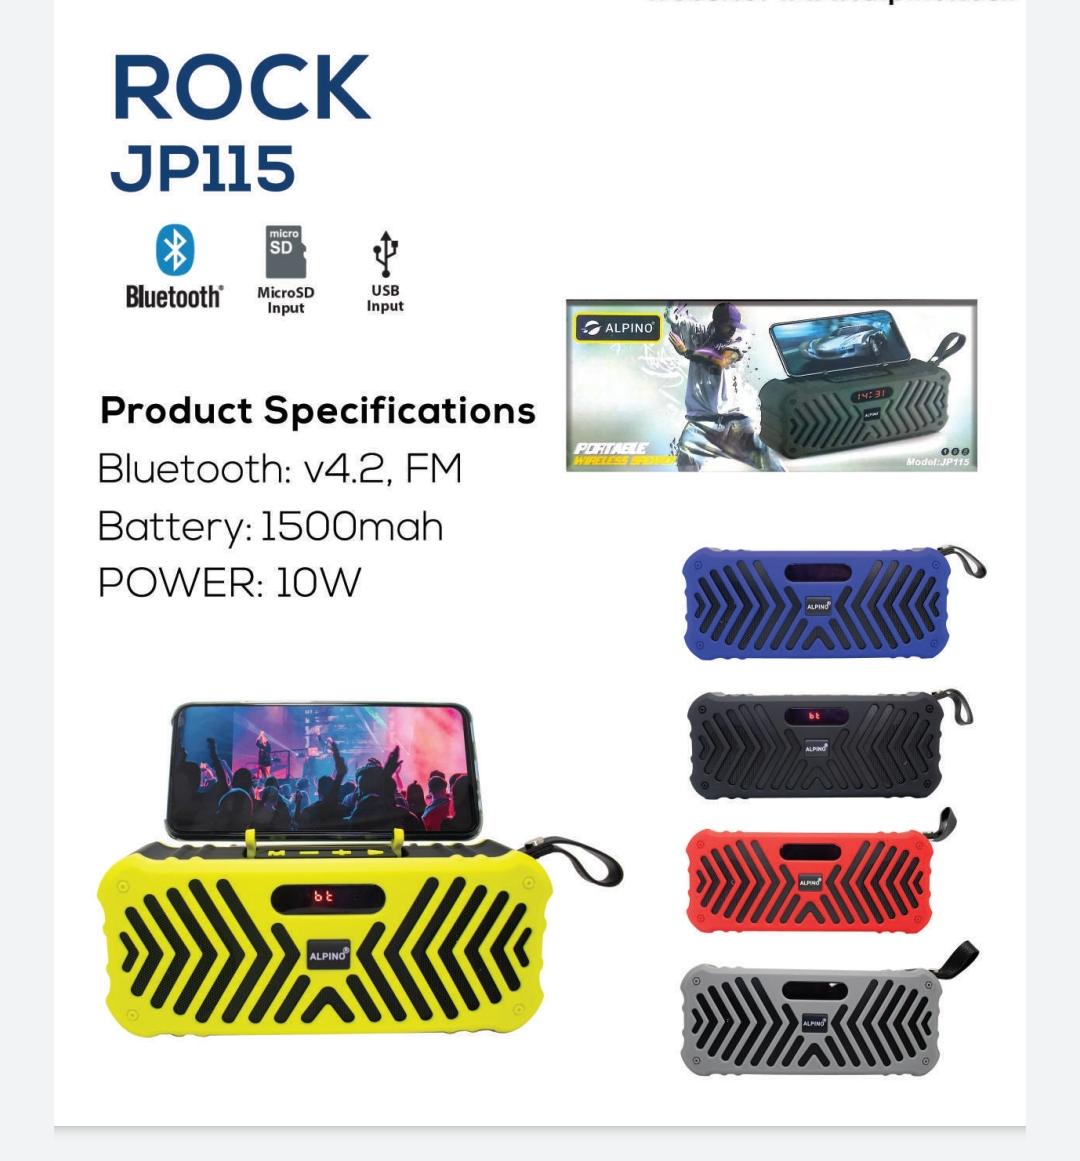 ROCK
JP115
Bluetooth®
micro
SD
MicroSD
Input
USB
Input
ALPINO®
14:31
ALPINO
PORTABLE
WIRELESS SPEAKER
Model:JP115
Product Specifications
Bluetooth: v4.2, FM
Battery: 1500mah
POWER: 10W
ALPINO®
bt
ALPINO®
bt
ALPINO®
ALPINO®
ALPINO®